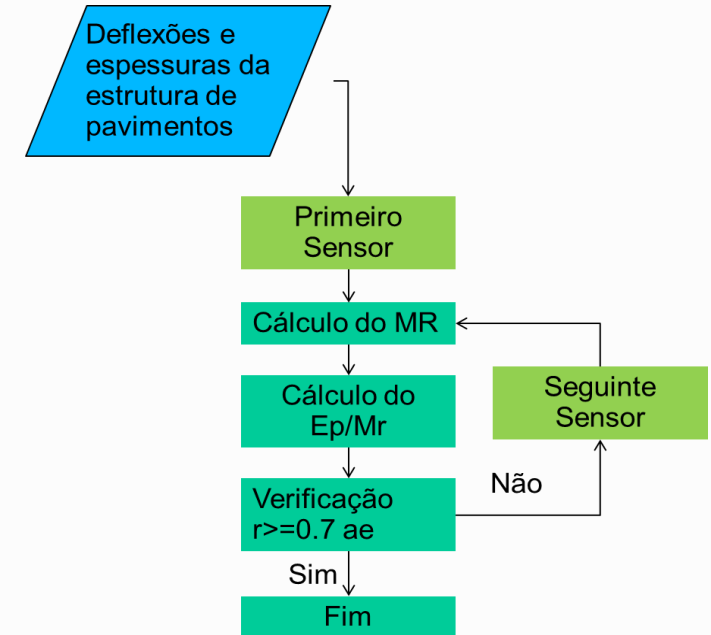 Deflexões e
espessuras da
estrutura de
pavimentos
Primeiro
Sensor
Cálculo do MR
Cálculo do
Ep/Mr
Seguinte
Sensor
Verificação
r>=0.7 ae
Não
Sim
Fim